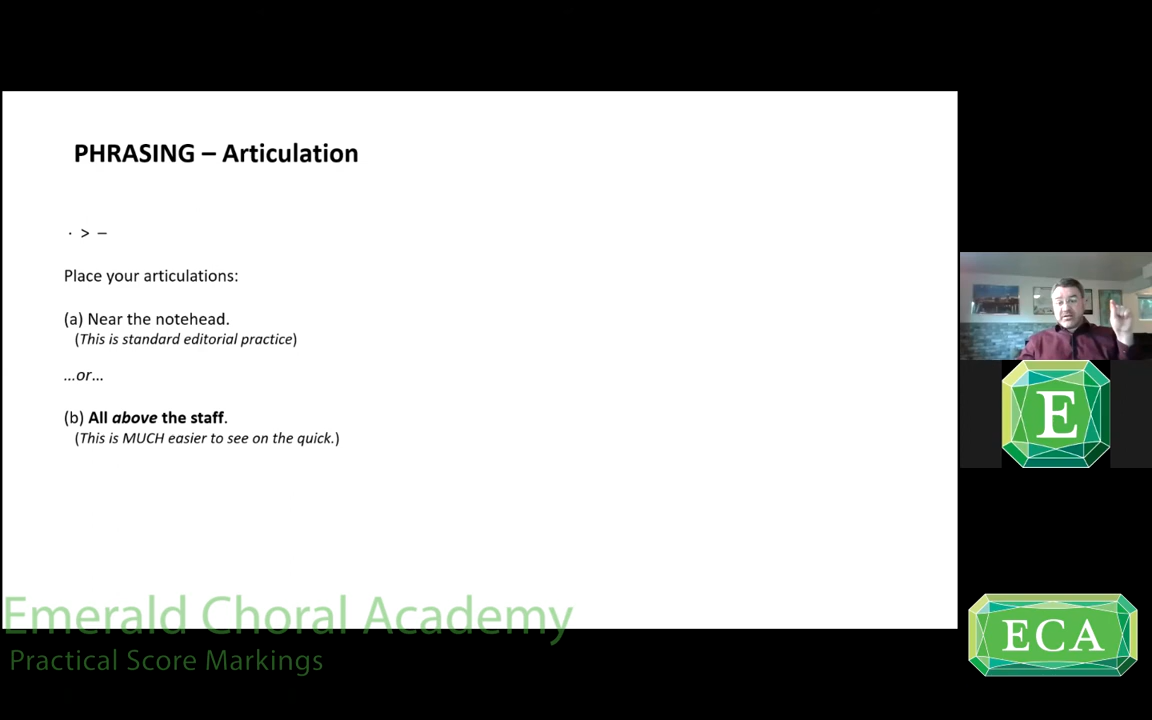 PHRASING – Articulation
· > –
Place your articulations:
(a) Near the notehead.
(This is standard editorial practice)
...or...
(b) All above the staff.
(This is MUCH easier to see on the quick.)
E
Emerald Choral Academy
Practical Score Markings
ECA